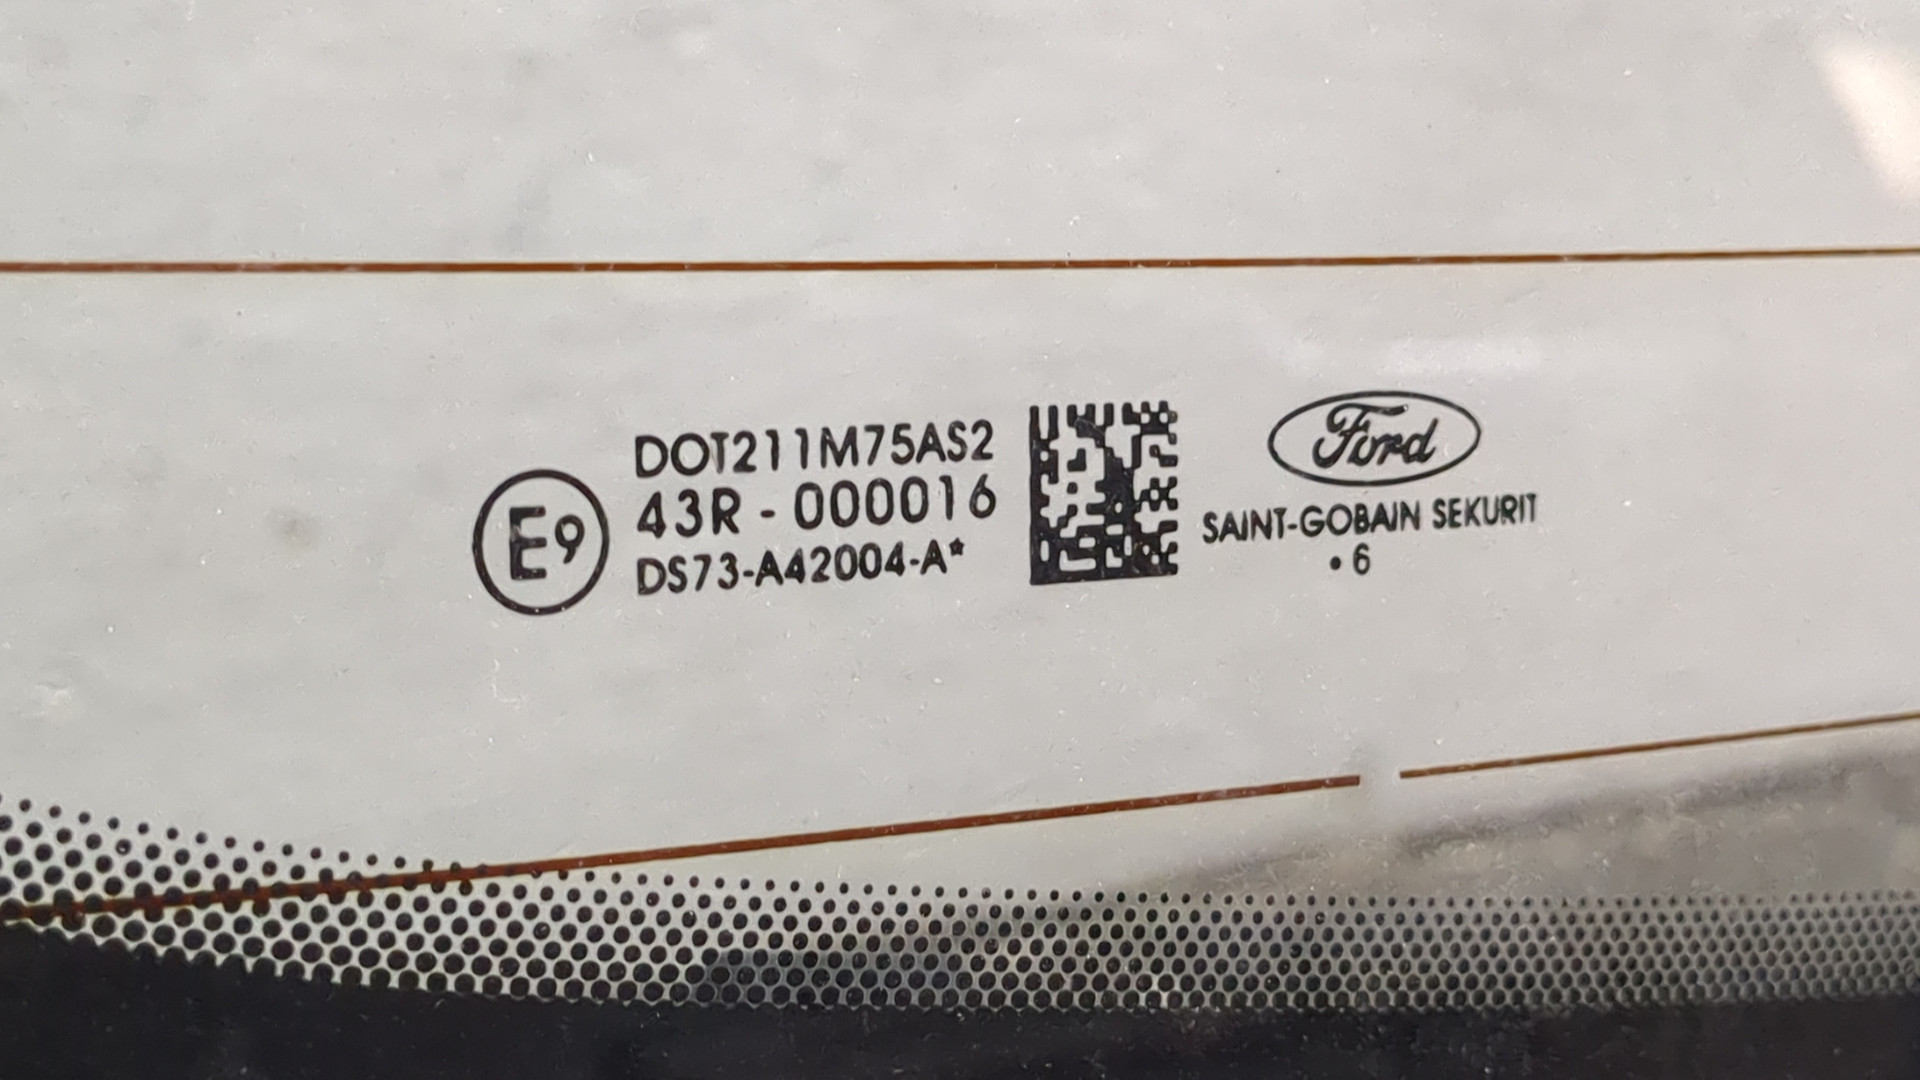 DOT211M75AS2
43R - 000016
DS73-A42004-A*
E9
Ford
SAINT-GOBAIN SEKURIT
•6